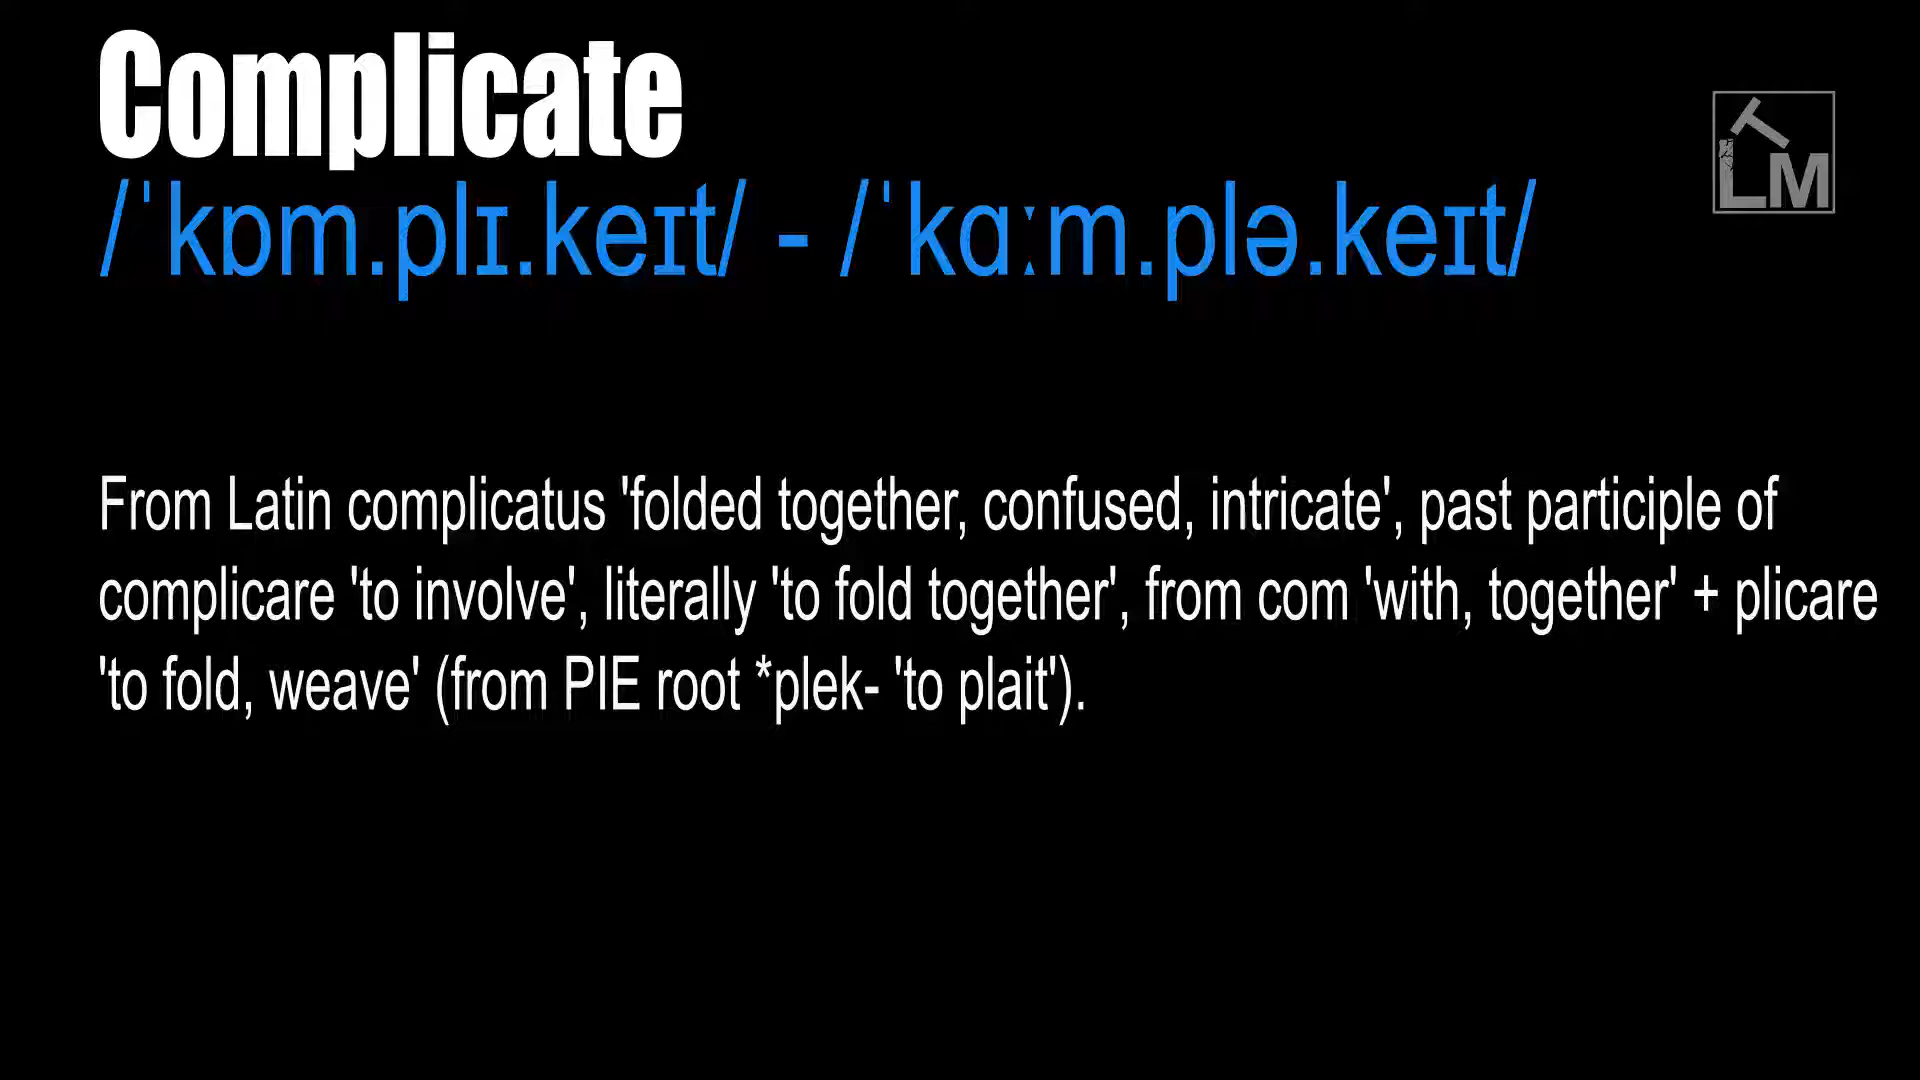 Complicate
/ˈkɒm.plɪ.keɪt/ - /ˈkɑːm.plə.keɪt/
TLM
From Latin complicatus 'folded together, confused, intricate', past participle of
complicare 'to involve', literally 'to fold together', from com 'with, together' + plicare
'to fold, weave' (from PIE root *plek- 'to plait').